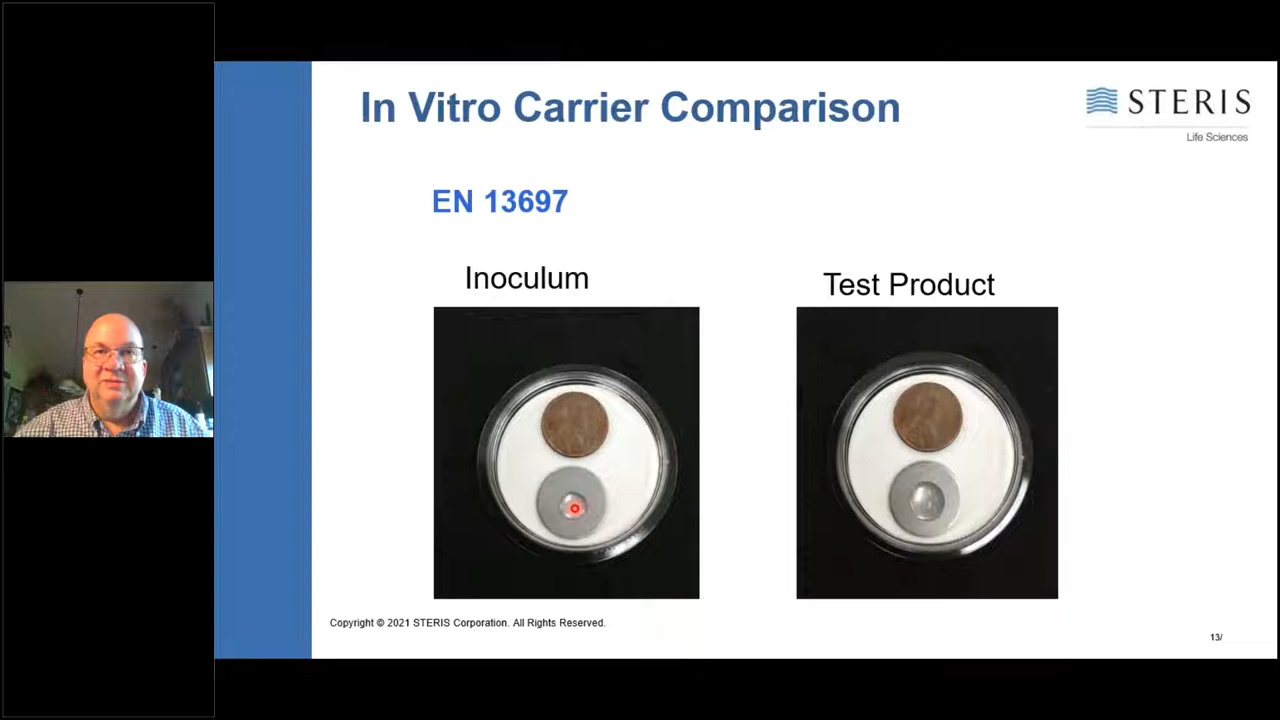 In Vitro Carrier Comparison
STERIS
Life Sciences
EN 13697
Inoculum
Test Product
Copyright © 2021 STERIS Corporation. All Rights Reserved.
13/